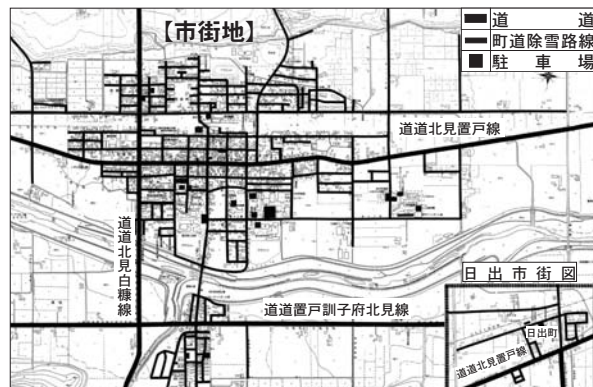 【市街地】
道道
町道除雪路線
駐車場
道道北見置戸線
道道北見白糠線
道道置戸訓子府北見線
日出市街図
日出町
道道北見置戸線